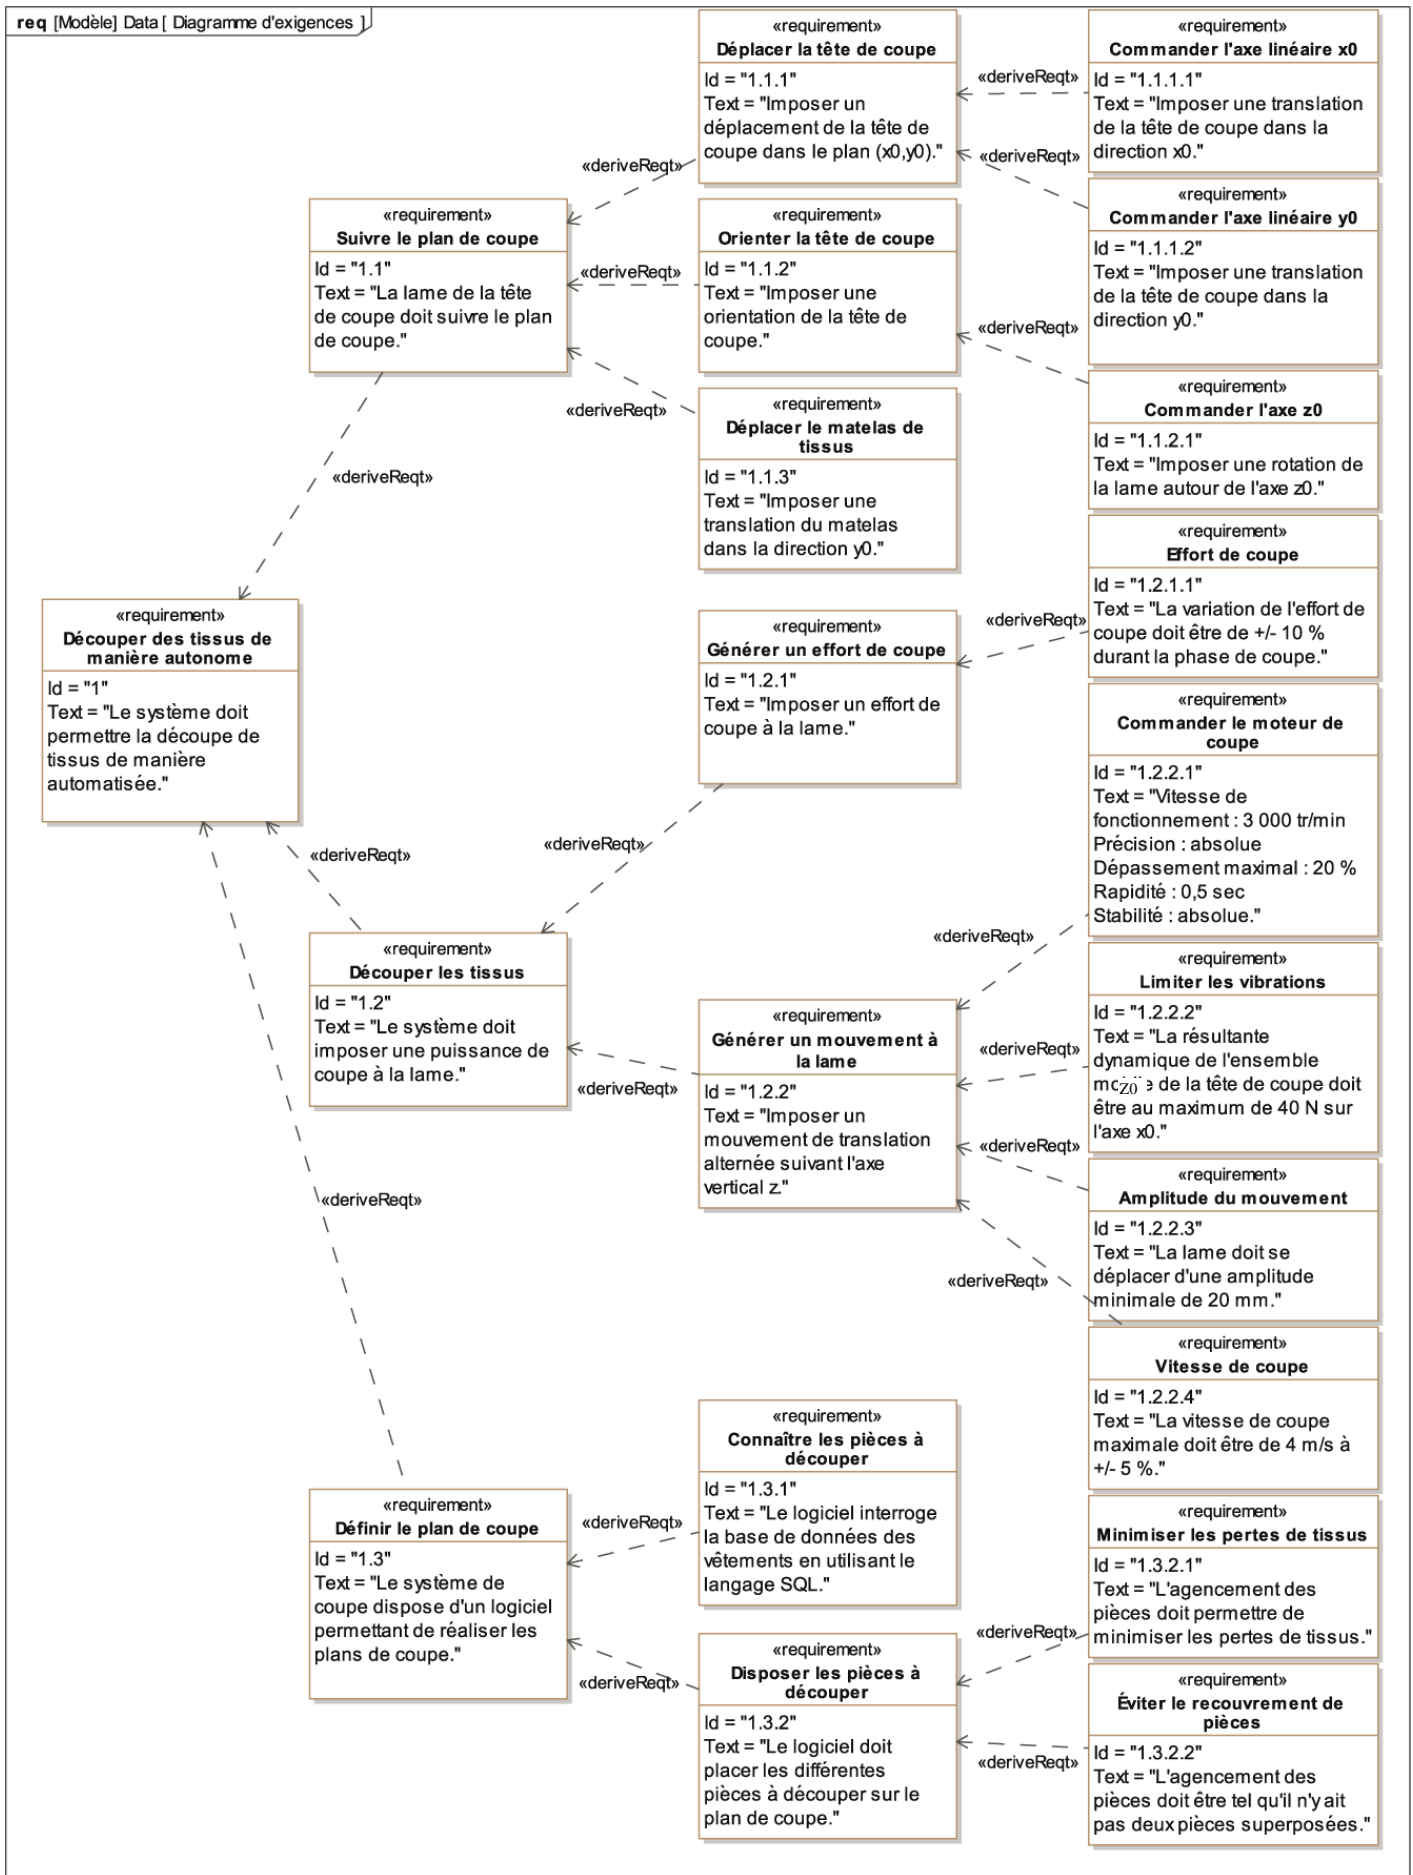 req [Modèle] Data [ Diagramme d'exigences ]
«requirement»
Découper des tissus de
manière autonome
Id = "1"
Text = "Le système doit
permettre la découpe de
tissus de manière
automatisée."
«deriveReqt»
«deriveReqt»
«deriveReqt»
«requirement»
Suivre le plan de coupe
Id = "1.1"
Text = "La lame de la tête
de coupe doit suivre le plan
de coupe."
«deriveReqt»
«deriveReqt»
«deriveReqt»
«requirement»
Déplacer la tête de coupe
Id = "1.1.1"
Text = "Imposer un
déplacement de la tête de
coupe dans le plan (x0,y0)."
«deriveReqt»
«deriveReqt»
«requirement»
Commander l'axe linéaire x0
Id = "1.1.1.1"
Text = "Imposer une translation
de la tête de coupe dans la
direction x0."
«requirement»
Commander l'axe linéaire y0
Id = "1.1.1.2"
Text = "Imposer une translation
de la tête de coupe dans la
direction y0."
«requirement»
Orienter la tête de coupe
Id = "1.1.2"
Text = "Imposer une
orientation de la tête de
coupe."
«deriveReqt»
«requirement»
Commander l'axe z0
Id = "1.1.2.1"
Text = "Imposer une rotation de
la lame autour de l'axe z0."
«requirement»
Déplacer le matelas de
tissus
Id = "1.1.3"
Text = "Imposer une
translation du matelas
dans la direction y0."
«requirement»
Découper les tissus
Id = "1.2"
Text = "Le système doit
imposer une puissance de
coupe à la lame."
«deriveReqt»
«deriveReqt»
«requirement»
Générer un effort de coupe
Id = "1.2.1"
Text = "Imposer un effort de
coupe à la lame."
«deriveReqt»
«requirement»
Effort de coupe
Id = "1.2.1.1"
Text = "La variation de l'effort de
coupe doit être de +/- 10 %
durant la phase de coupe."
«requirement»
Générer un mouvement à
la lame
Id = "1.2.2"
Text = "Imposer un
mouvement de translation
alternée suivant l'axe
vertical z."
«deriveReqt»
«deriveReqt»
«deriveReqt»
«deriveReqt»
«requirement»
Commander le moteur de
coupe
Id = "1.2.2.1"
Text = "Vitesse de
fonctionnement : 3 000 tr/min
Précision : absolue
Dépassement maximal : 20 %
Rapidité : 0,5 sec
Stabilité : absolue."
«requirement»
Limiter les vibrations
Id = "1.2.2.2"
Text = "La résultante
dynamique de l'ensemble
z0 de la tête de coupe doit
être au maximum de 40 N sur
l'axe x0."
«requirement»
Amplitude du mouvement
Id = "1.2.2.3"
Text = "La lame doit se
déplacer d'une amplitude
minimale de 20 mm."
«requirement»
Vitesse de coupe
Id = "1.2.2.4"
Text = "La vitesse de coupe
maximale doit être de 4 m/s à
+/- 5 %."
«requirement»
Définir le plan de coupe
Id = "1.3"
Text = "Le système de
coupe dispose d'un logiciel
permettant de réaliser les
plans de coupe."
«deriveReqt»
«deriveReqt»
«requirement»
Connaître les pièces à
découper
Id = "1.3.1"
Text = "Le logiciel interroge
la base de données des
vêtements en utilisant le
langage SQL."
«requirement»
Disposer les pièces à
découper
Id = "1.3.2"
Text = "Le logiciel doit
placer les différentes
pièces à découper sur le
plan de coupe."
«deriveReqt»
«deriveReqt»
«requirement»
Minimiser les pertes de tissus
Id = "1.3.2.1"
Text = "L'agencement des
pièces doit permettre de
minimiser les pertes de tissus."
«requirement»
Éviter le recouvrement de
pièces
Id = "1.3.2.2"
Text = "L'agencement des
pièces doit être tel qu'il n'y ait
pas deux pièces superposées."